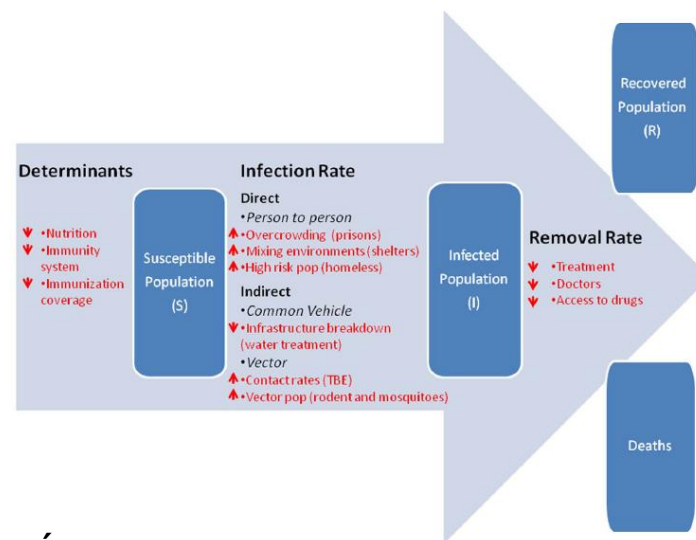 Determinants
•Nutrition
•Immunity
system
•Immunization
coverage
Susceptible
Population
(S)
Infection Rate
Direct
•Person to person
•Overcrowding (prisons)
•Mixing environments (shelters)
•High risk pop (homeless)
Indirect
•Common Vehicle
•Infrastructure breakdown
(water treatment)
•Vector
•Contact rates (TBE)
•Vector pop (rodent and mosquitoes)
Infected
Population
(I)
Removal Rate
•Treatment
•Doctors
•Access to drugs
Recovered
Population
(R)
Deaths